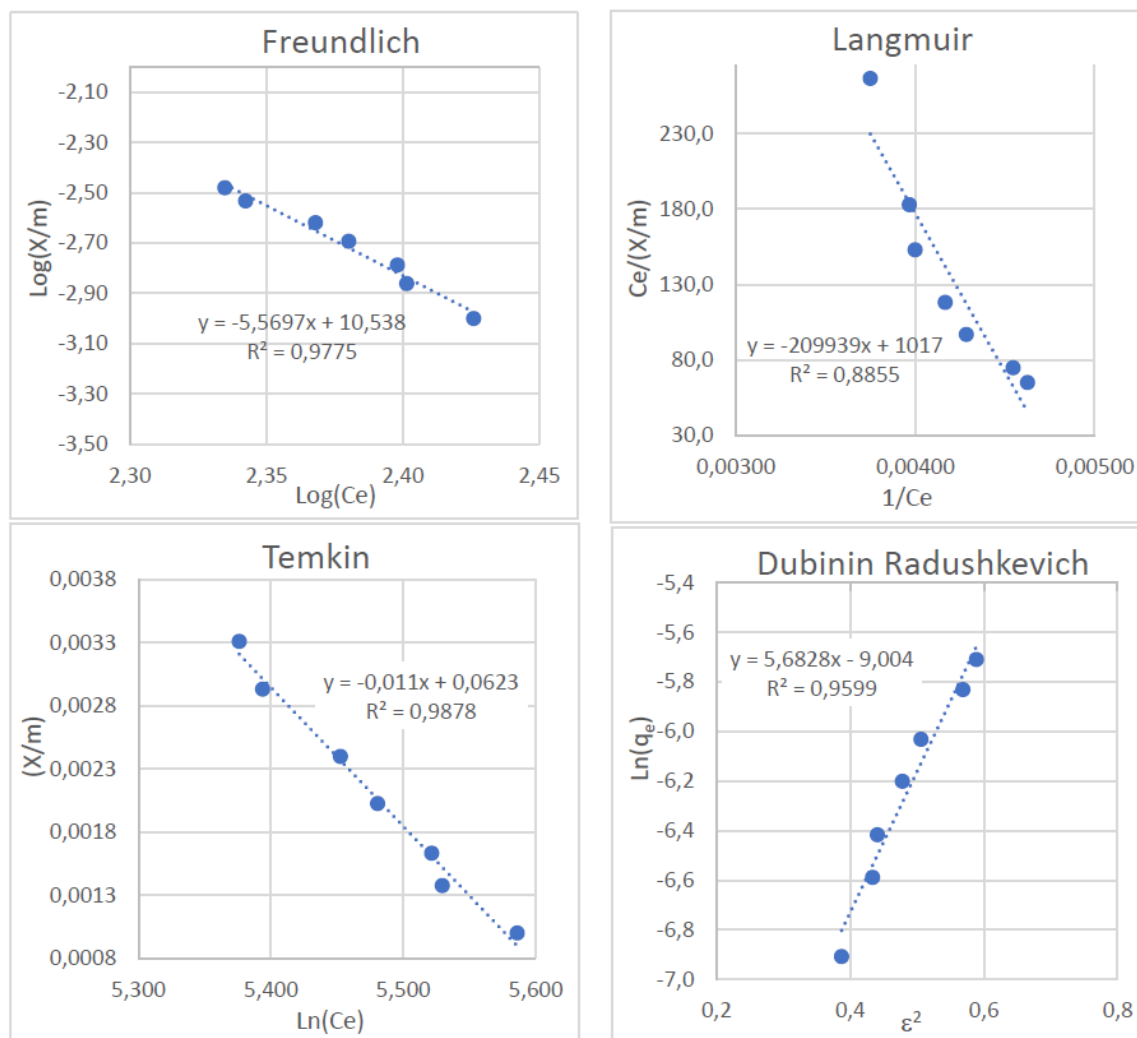 Freundlich
-2,10
-2,30
-2,50
-2,70
-2,90
-3,10
-3,30
-3,50
Log(X/m)
y = -5,5697x + 10,538
R² = 0,9775
2,30 2,35 2,40 2,45
Log(Ce)
Langmuir
230,0
180,0
130,0
80,0
30,0
Ce/(X/m)
y = -209939x + 1017
R² = 0,8855
0,00300 0,00400 0,00500
1/Ce
Temkin
0,0038
0,0033
0,0028
0,0023
0,0018
0,0013
0,0008
(X/m)
y = -0,011x + 0,0623
R² = 0,9878
5,300 5,400 5,500 5,600
Ln(Ce)
Dubinin Radushkevich
-5,4
-5,6
-5,8
-6,0
-6,2
-6,4
-6,6
-6,8
-7,0
Ln(qₑ)
y = 5,6828x - 9,004
R² = 0,9599
0,2 0,4 0,6 0,8
ε²